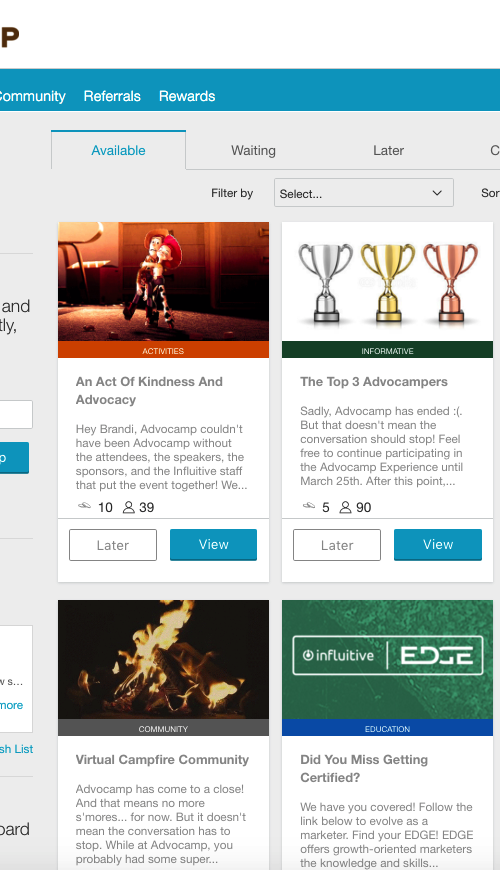 P
Community Referrals Rewards
Available Waiting Later C
Filter by Select... Sor
and
tly,
p
w s...
more
sh List
oard
ACTIVITIES
An Act Of Kindness And
Advocacy
Hey Brandi, Advocamp couldn't
have been Advocamp without
the attendees, the speakers, the
sponsors, and the Influitive staff
that put the event together! We...
10 39
Later View
INFORMATIVE
The Top 3 Advocampers
Sadly, Advocamp has ended :(.
But that doesn't mean the
conversation should stop! Feel
free to continue participating in
the Advocamp Experience until
March 25th. After this point,...
5 90
Later View
COMMUNITY
Virtual Campfire Community
Advocamp has come to a close!
And that means no more
s'mores... for now. But it doesn't
mean the conversation has to
stop. While at Advocamp, you
probably had some super...
influitive EDGE
EDUCATION
Did You Miss Getting
Certified?
We have you covered! Follow the
link below to evolve as a
marketer. Find your EDGE! EDGE
offers growth-oriented marketers
the knowledge and skills...